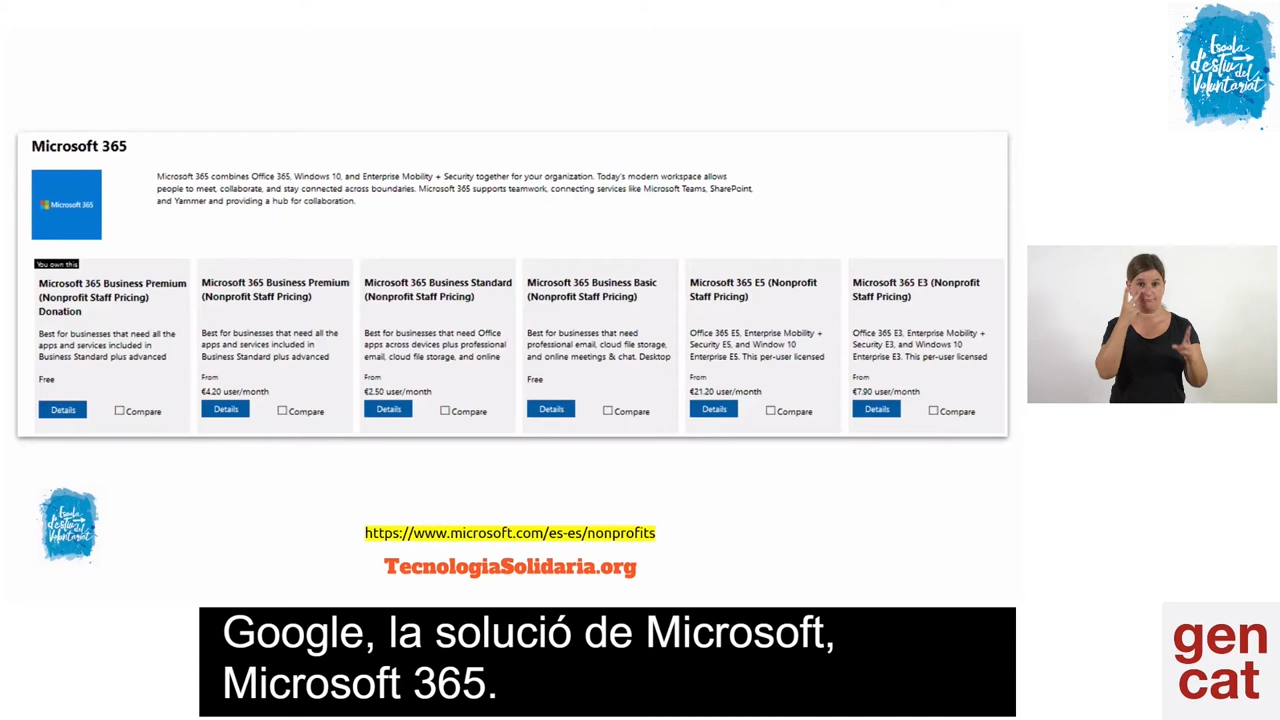 Escola
d'estiu
del
Voluntariat
Microsoft 365
Microsoft 365 combines Office 365, Windows 10, and Enterprise Mobility + Security together for your organization. Today's modern workspace allows
people to meet, collaborate, and stay connected across boundaries. Microsoft 365 supports teamwork, connecting services like Microsoft Teams, SharePoint,
and Yammer and providing a hub for collaboration.
Microsoft 365
You own this
Microsoft 365 Business Premium
(Nonprofit Staff Pricing)
Donation
Best for businesses that need all the
apps and services included in
Business Standard plus advanced
Free
Details
Compare
Microsoft 365 Business Premium
(Nonprofit Staff Pricing)
Best for businesses that need all the
apps and services included in
Business Standard plus advanced
From
€4.20 user/month
Details
Compare
Microsoft 365 Business Standard
(Nonprofit Staff Pricing)
Best for businesses that need Office
apps across devices plus professional
email, cloud file storage, and online
From
€2.50 user/month
Details
Compare
Microsoft 365 Business Basic
(Nonprofit Staff Pricing)
Best for businesses that need
professional email, cloud file storage,
and online meetings & chat. Desktop
Free
Details
Compare
Microsoft 365 E5 (Nonprofit
Staff Pricing)
Office 365 E5, Enterprise Mobility +
Security E5, and Window 10
Enterprise E5. This per-user licensed
From
€21.20 user/month
Details
Compare
Microsoft 365 E3 (Nonprofit
Staff Pricing)
Office 365 E3, Enterprise Mobility +
Security E3, and Windows 10
Enterprise E3. This per-user licensed
From
€7.90 user/month
Details
Compare
Escola
d'estiu
del
Voluntariat
https://www.microsoft.com/es-es/nonprofits
TecnologiaSolidaria.org
Google, la solució de Microsoft,
Microsoft 365.
gen
cat